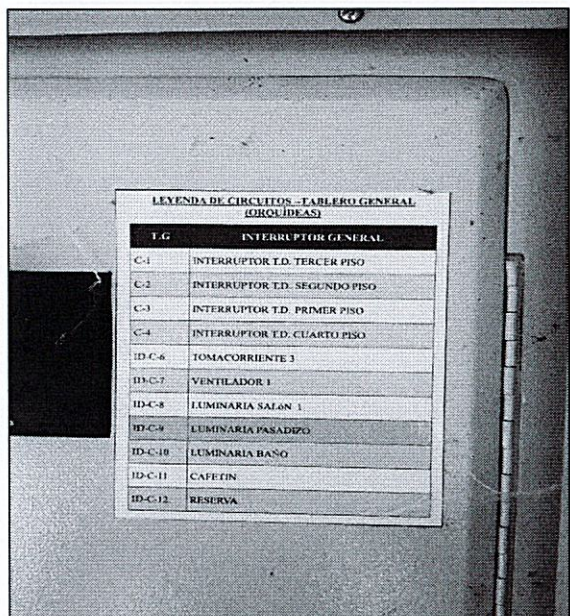 LEYENDA DE CIRCUITOS –TABLERO GENERAL
(ORQUÍDEAS)
T.G INTERRUPTOR GENERAL
C-1 INTERRUPTOR T.D. TERCER PISO
C-2 INTERRUPTOR T.D. SEGUNDO PISO
C-3 INTERRUPTOR T.D. PRIMER PISO
C-4 INTERRUPTOR T.D. CUARTO PISO
ID-C-6 TOMACORRIENTE 3
ID-C-7 VENTILADOR 1
ID-C-8 LUMINARIA SALóN 1
ID-C-9 LUMINARIA PASADIZO
ID-C-10 LUMINARIA BAÑO
ID-C-11 CAFETIN
ID-C-12 RESERVA